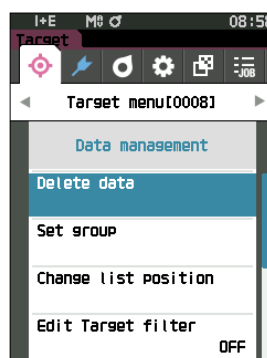 I+E M 08:5
Target
JOB
Target menu[0008]
Data management
Delete data
Set group
Change list position
Edit Target filter
OFF